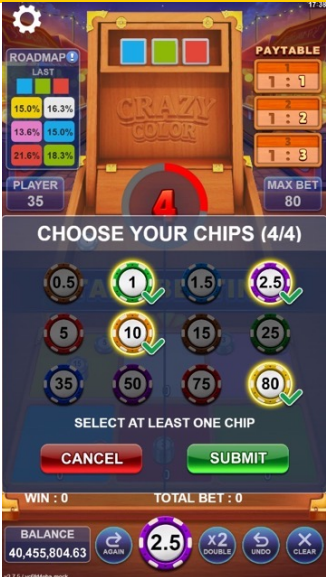 17:38
ROADMAP
LAST
15.0% 16.3%
13.6% 15.0%
21.6% 18.3%
PAYTABLE
1
1 : 1
2
1 : 2
3
1 : 3
CRAZY
COLOR
PLAYER
35
4
MAX BET
80
CHOOSE YOUR CHIPS (4/4)
0.5 1 1.5 2.5
5 10 15 25
35 50 75 80
SELECT AT LEAST ONE CHIP
CANCEL SUBMIT
WIN : 0 TOTAL BET : 0
BALANCE
40,455,804.63
AGAIN
2.5
X2
DOUBLE
UNDO
CLEAR